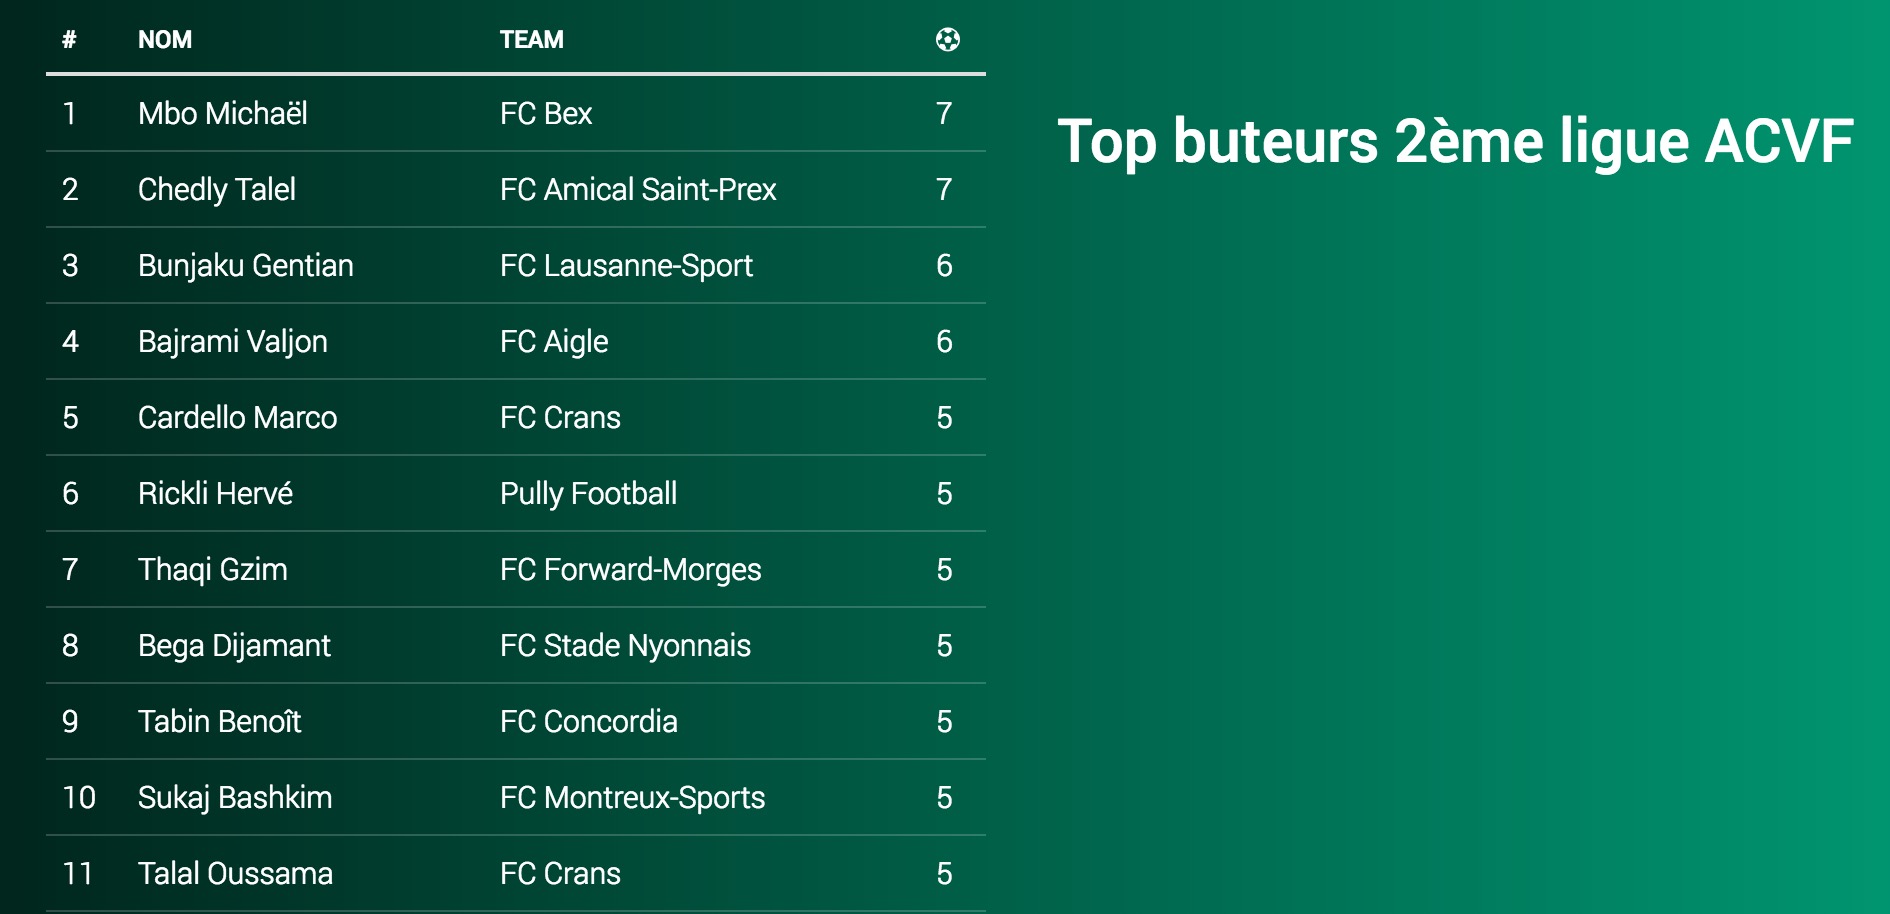 # NOM TEAM
1 Mbo Michaël FC Bex 7
2 Chedly Talel FC Amical Saint-Prex 7
3 Bunjaku Gentian FC Lausanne-Sport 6
4 Bajrami Valjon FC Aigle 6
5 Cardello Marco FC Crans 5
6 Rickli Hervé Pully Football 5
7 Thaqi Gzim FC Forward-Morges 5
8 Bega Dijamant FC Stade Nyonnais 5
9 Tabin Benoît FC Concordia 5
10 Sukaj Bashkim FC Montreux-Sports 5
11 Talal Oussama FC Crans 5
Top buteurs 2ème ligue ACVF